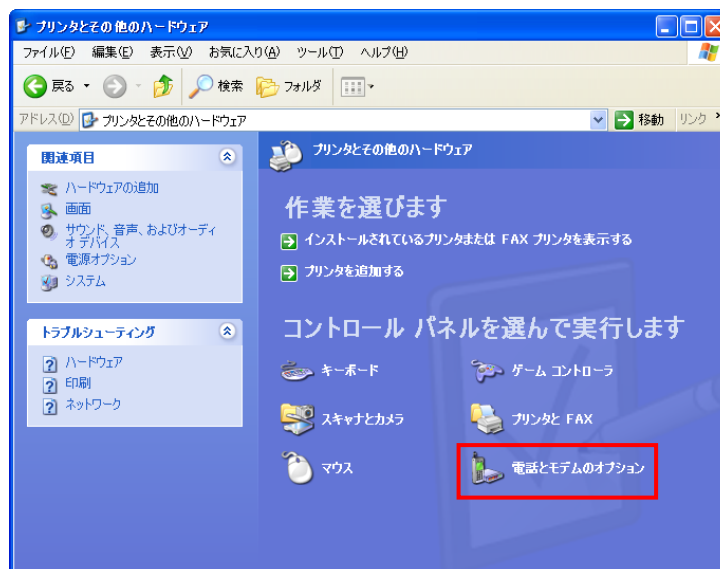 プリンタとその他のハードウェア
ファイル(F) 編集(E) 表示(V) お気に入り(A) ツール(T) ヘルプ(H)
戻る 検索 フォルダ
アドレス(D) プリンタとその他のハードウェア 移動 リンク
関連項目
ハードウェアの追加
画面
サウンド、音声、およびオーディ
オ デバイス
電源オプション
システム
トラブルシューティング
ハードウェア
印刷
ネットワーク
プリンタとその他のハードウェア
作業を選びます
インストールされているプリンタまたは FAX プリンタを表示する
プリンタを追加する
コントロール パネルを選んで実行します
キーボード
ゲーム コントローラ
スキャナとカメラ
プリンタと FAX
マウス
電話とモデムのオプション